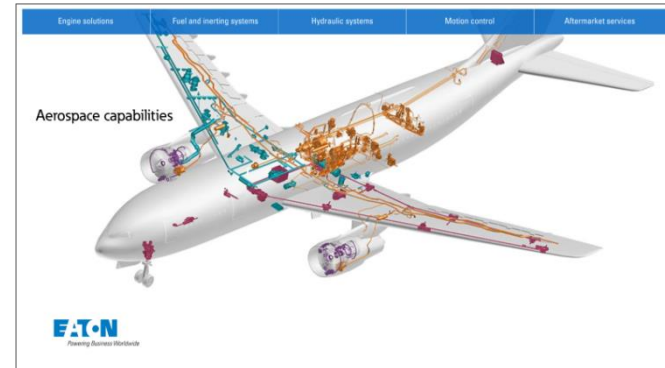 Engine solutions
Fuel and inerting systems
Hydraulic systems
Motion control
Aftermarket services
Aerospace capabilities
EATON
Powering Business Worldwide